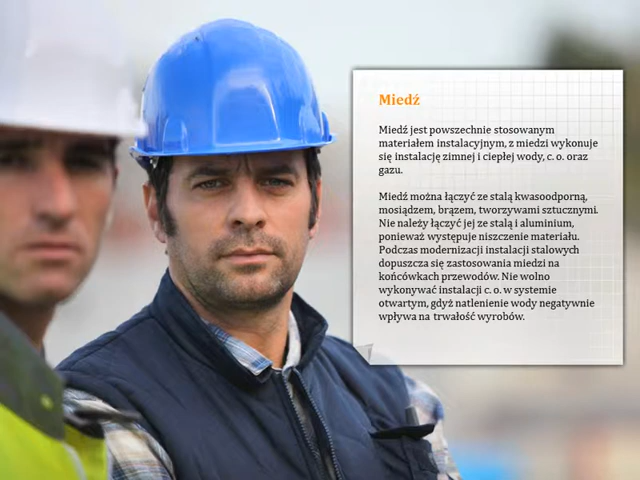 Miedź
Miedź jest powszechnie stosowanym
materiałem instalacyjnym, z miedzi wykonuje
się instalację zimnej i ciepłej wody, c. o. oraz
gazu.
Miedź można łączyć ze stalą kwasoodporną,
mosiądzem, brązem, tworzywami sztucznymi.
Nie należy łączyć jej ze stalą i aluminium,
ponieważ występuje niszczenie materiału.
Podczas modernizacji instalacji stalowych
dopuszcza się zastosowania miedzi na
końcówkach przewodów. Nie wolno
wykonywać instalacji c. o. w systemie
otwartym, gdyż natlenienie wody negatywnie
wpływa na trwałość wyrobów.